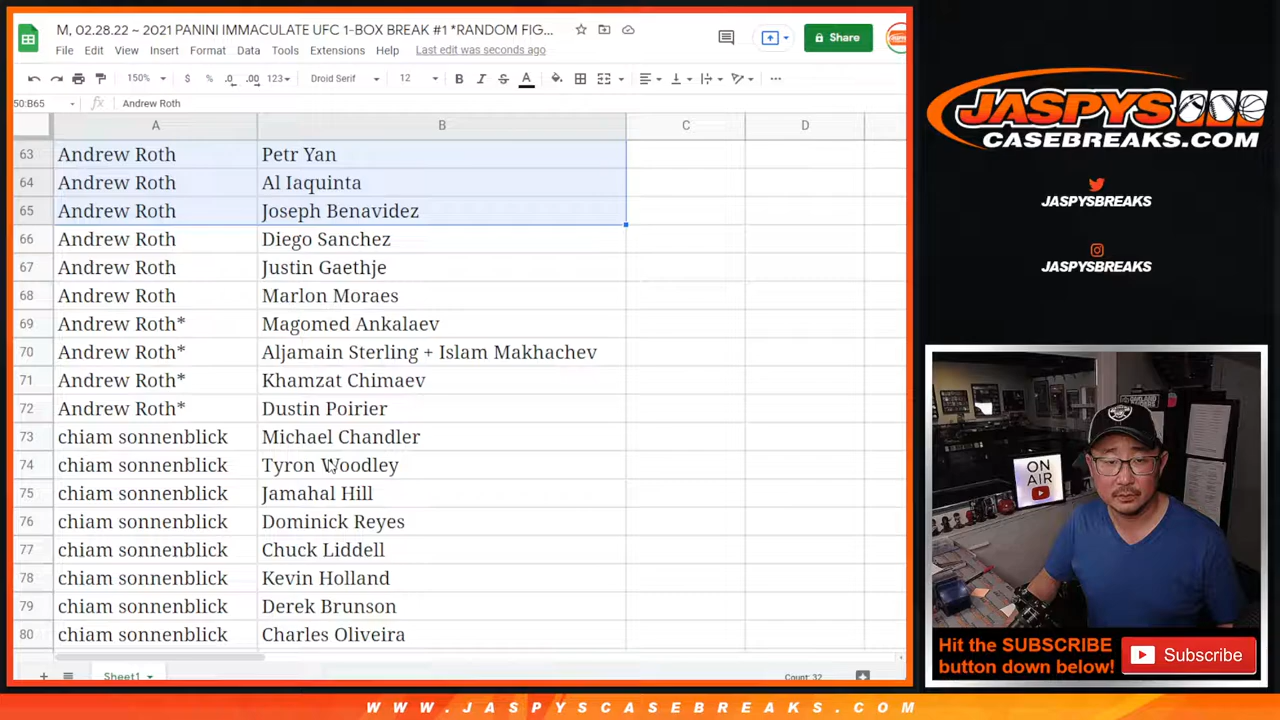 M, 02.28.22 ~ 2021 PANINI IMMACULATE UFC 1-BOX BREAK #1 *RANDOM FIG...
File Edit View Insert Format Data Tools Extensions Help Last edit was seconds ago
Share
150% $ % .0 .00 123 Droid Serif 12 B I S A
50:B65 fx Andrew Roth
A B C D
63 Andrew Roth Petr Yan
64 Andrew Roth Al Iaquinta
65 Andrew Roth Joseph Benavidez
66 Andrew Roth Diego Sanchez
67 Andrew Roth Justin Gaethje
68 Andrew Roth Marlon Moraes
69 Andrew Roth* Magomed Ankalaev
70 Andrew Roth* Aljamain Sterling + Islam Makhachev
71 Andrew Roth* Khamzat Chimaev
72 Andrew Roth* Dustin Poirier
73 chiam sonnenblick Michael Chandler
74 chiam sonnenblick Tyron Woodley
75 chiam sonnenblick Jamahal Hill
76 chiam sonnenblick Dominick Reyes
77 chiam sonnenblick Chuck Liddell
78 chiam sonnenblick Kevin Holland
79 chiam sonnenblick Derek Brunson
80 chiam sonnenblick Charles Oliveira
Sheet1
Count: 32
JASPYS
CASEBREAKS.COM
JASPYSBREAKS
JASPYSBREAKS
ON
AIR
Hit the SUBSCRIBE
button down below!
Subscribe
WWW.JASPYSCASEBREAKS.COM